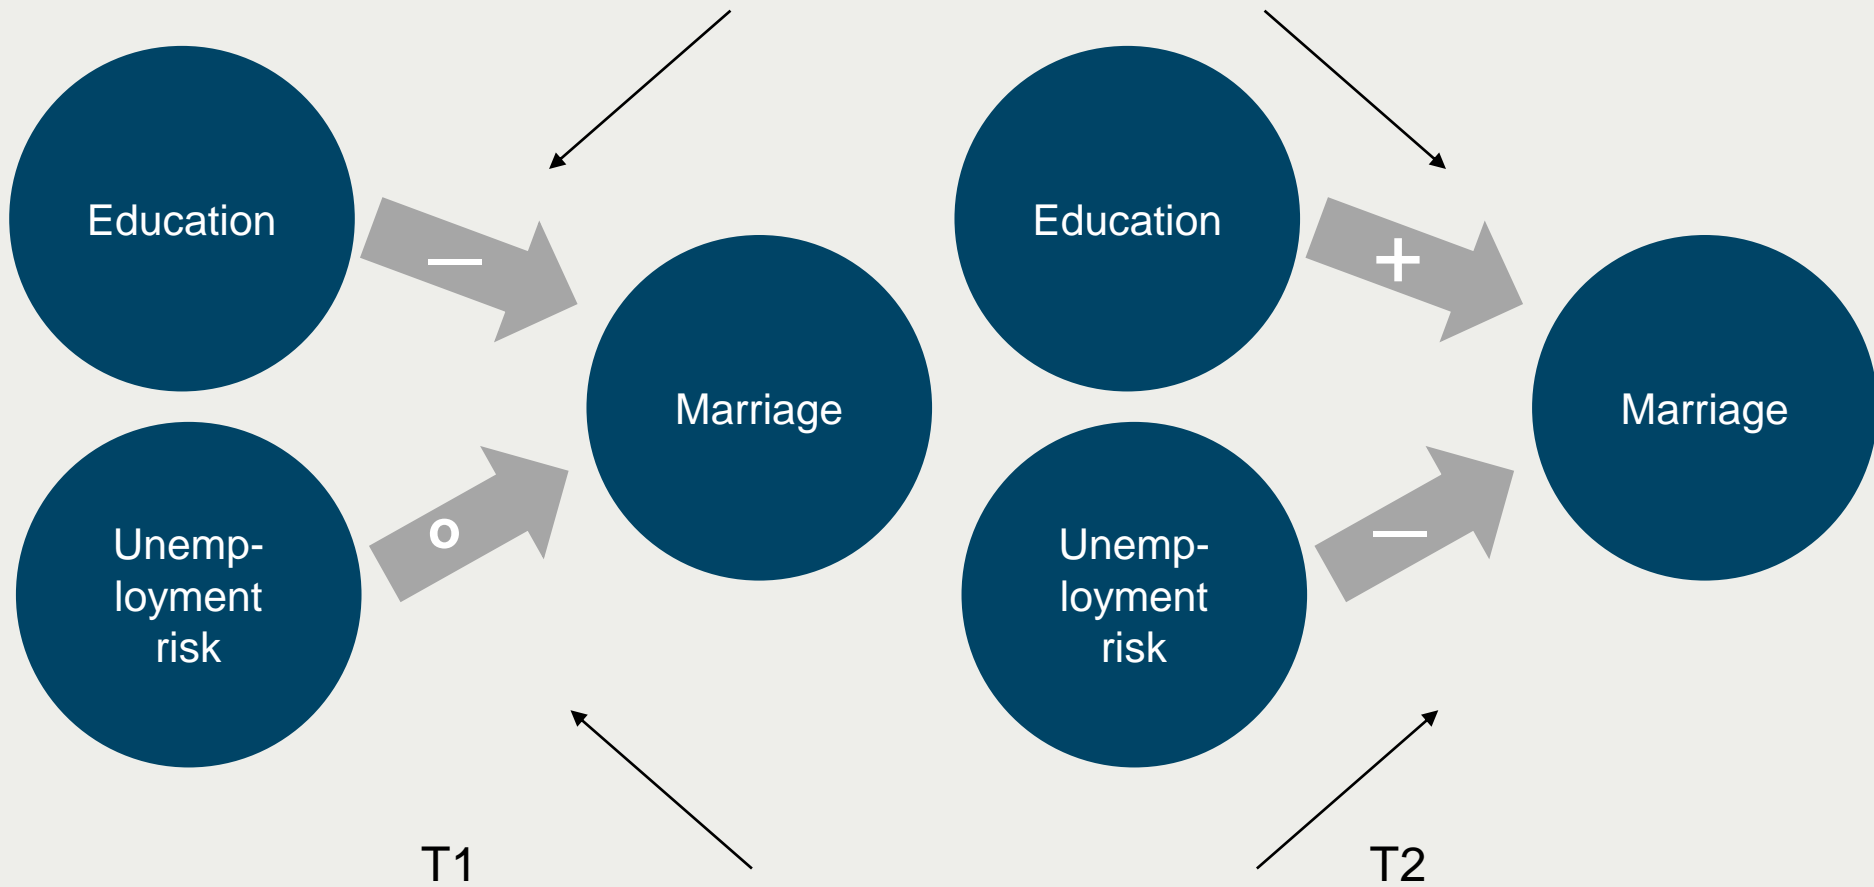 Education
—
Marriage
Unemp-
loyment
risk
o
T1
Education
+
Marriage
Unemp-
loyment
risk
—
T2